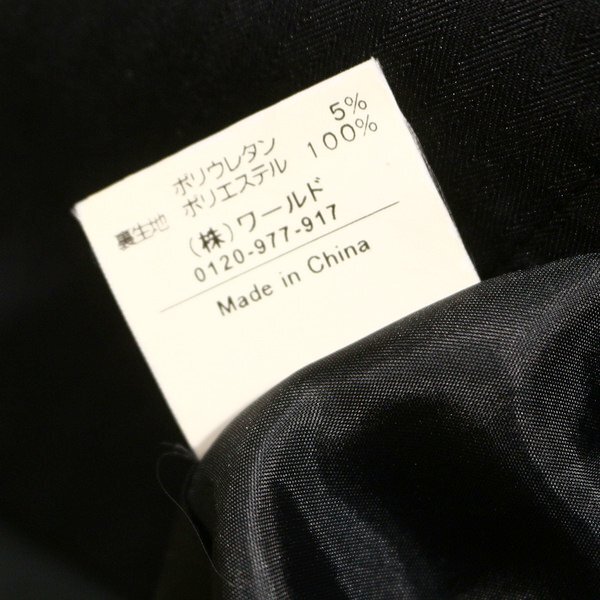 ポリウレタン 5%
裏生地 ポリエステル 100%
(株)ワールド
0120-977-917
Made in China